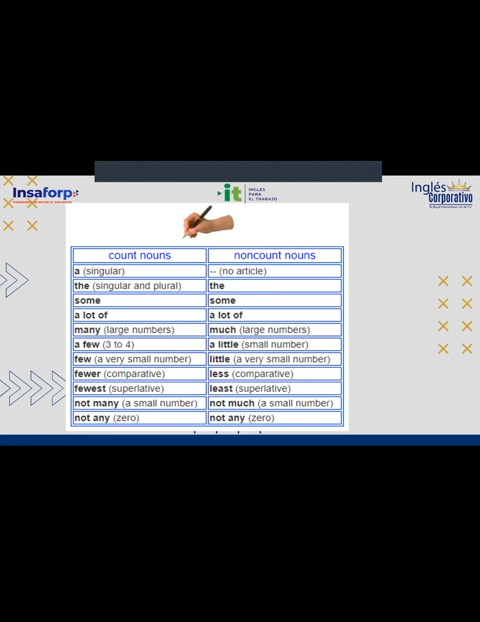 Insaforp
it
INGLÉS
PARA
EL TRABAJO
Inglés
Corporativo
count nouns noncount nouns
a (singular) -- (no article)
the (singular and plural) the
some some
a lot of a lot of
many (large numbers) much (large numbers)
a few (3 to 4) a little (small number)
few (a very small number) little (a very small number)
fewer (comparative) less (comparative)
fewest (superlative) least (superlative)
not many (a small number) not much (a small number)
not any (zero) not any (zero)